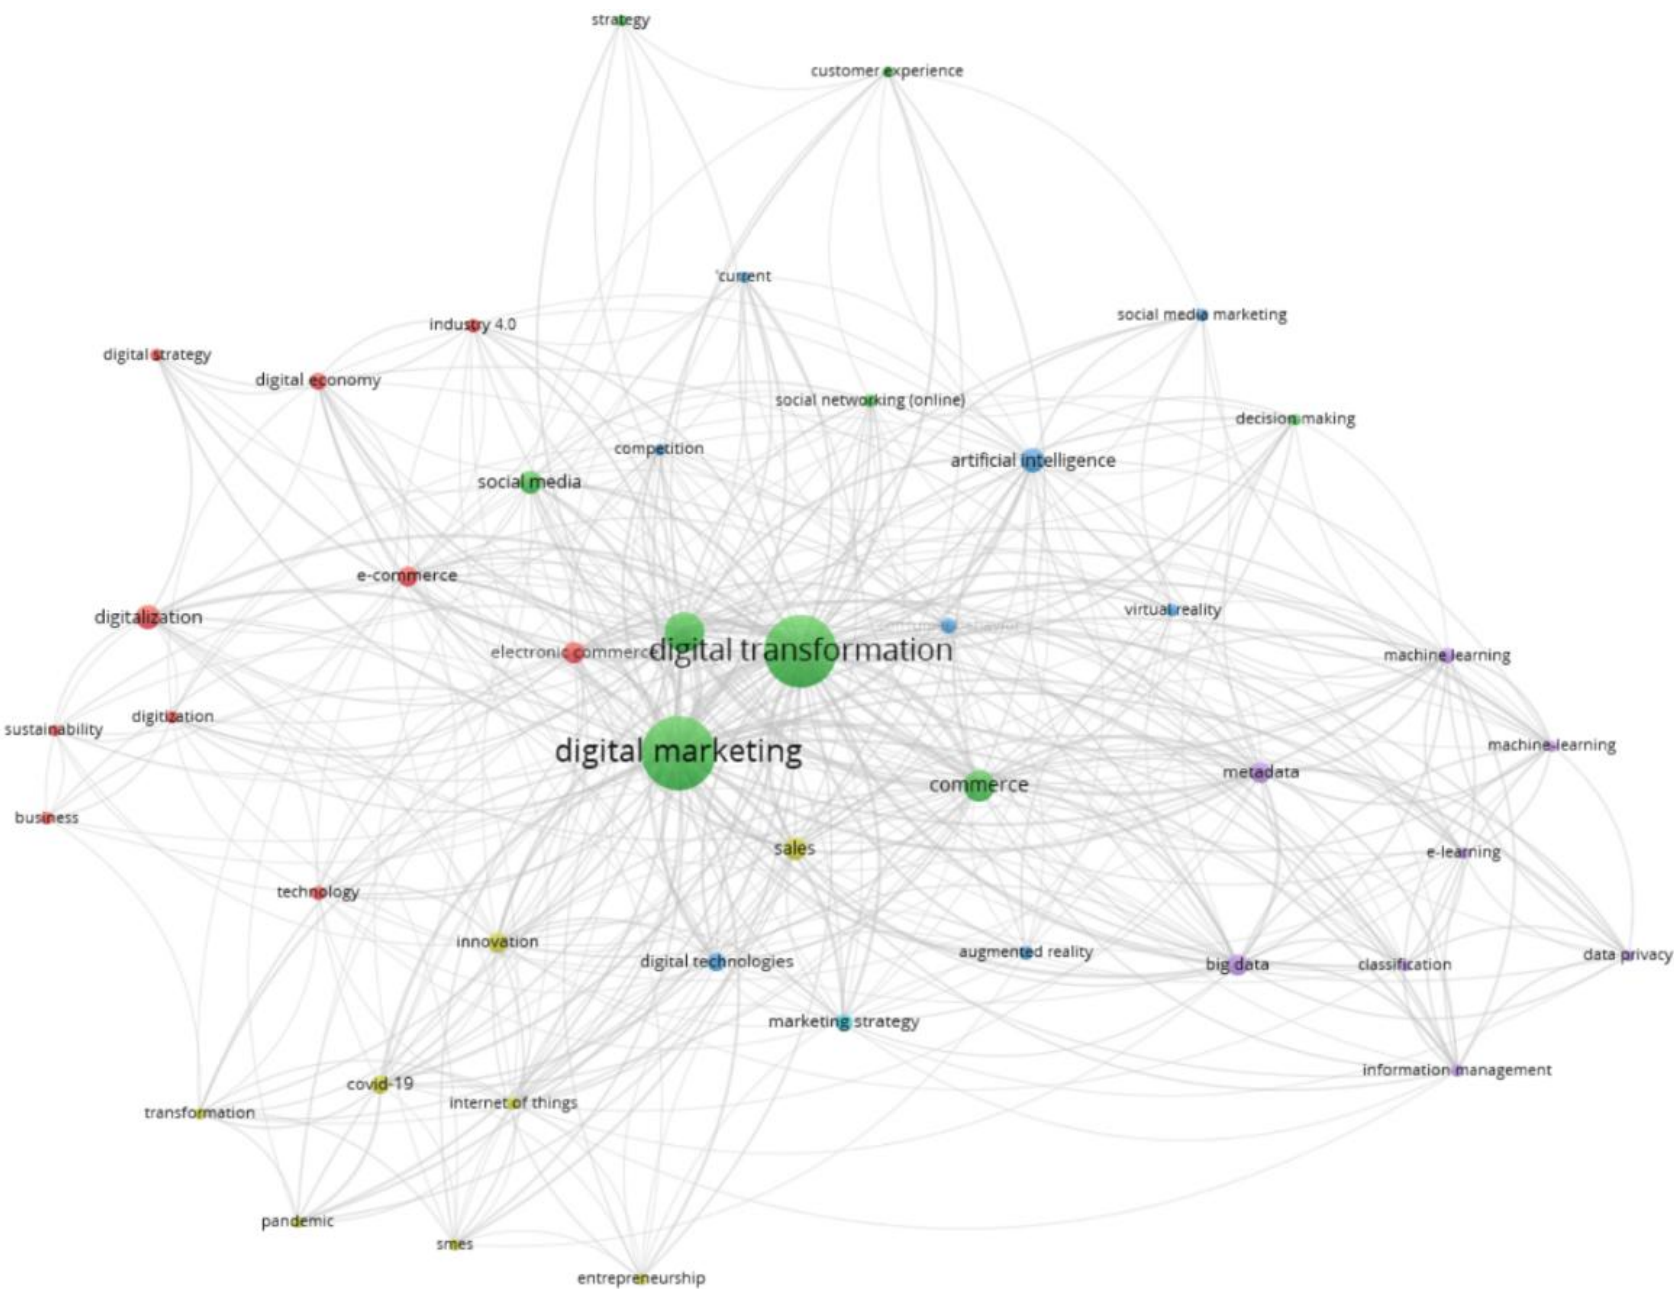 strategy
customer experience
'current
social media marketing
industry 4.0
digital strategy
digital economy
social networking (online)
decision making
competition
artificial intelligence
social media
e-commerce
virtual reality
digitalization
electronic commerce
digital transformation
machine learning
digitization
sustainability
machine-learning
digital marketing
metadata
commerce
business
sales
e-learning
technology
innovation
augmented reality
data privacy
digital technologies
big data
classification
marketing strategy
information management
covid-19
internet of things
transformation
pandemic
smes
entrepreneurship